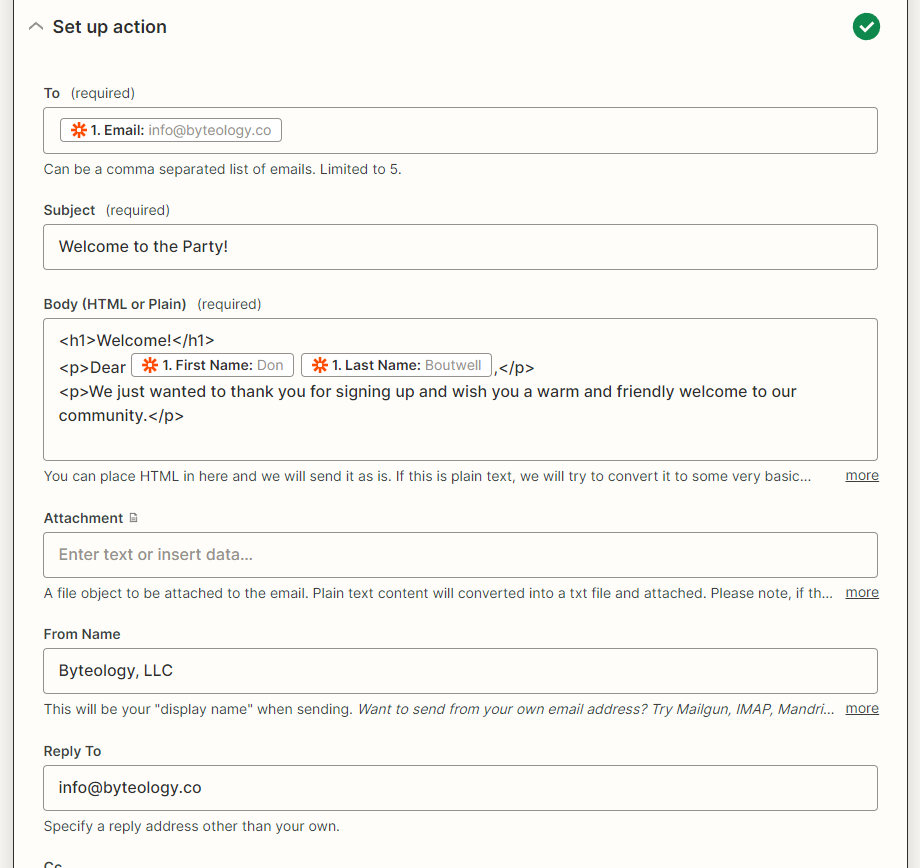 Set up action
To (required)
1. Email: info@byteology.co
Can be a comma separated list of emails. Limited to 5.
Subject (required)
Welcome to the Party!
Body (HTML or Plain) (required)
<h1>Welcome!</h1>
<p>Dear 1. First Name: Don 1. Last Name: Boutwell ,</p>
<p>We just wanted to thank you for signing up and wish you a warm and friendly welcome to our
community.</p>
You can place HTML in here and we will send it as is. If this is plain text, we will try to convert it to some very basic... more
Attachment
Enter text or insert data...
A file object to be attached to the email. Plain text content will converted into a txt file and attached. Please note, if th... more
From Name
Byteology, LLC
This will be your "display name" when sending. Want to send from your own email address? Try Mailgun, IMAP, Mandri... more
Reply To
info@byteology.co
Specify a reply address other than your own.
Cc